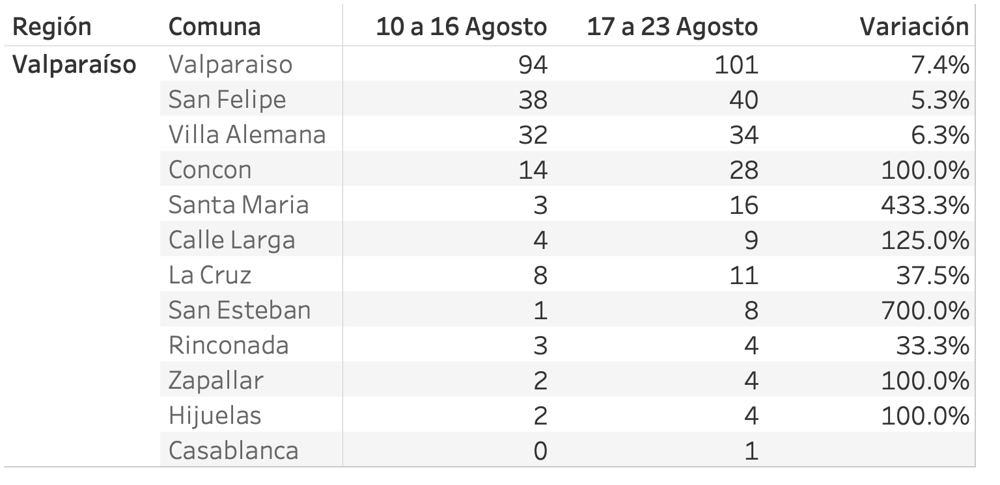 Región Comuna 10 a 16 Agosto 17 a 23 Agosto Variación
Valparaíso Valparaiso 94 101 7.4%
San Felipe 38 40 5.3%
Villa Alemana 32 34 6.3%
Concon 14 28 100.0%
Santa Maria 3 16 433.3%
Calle Larga 4 9 125.0%
La Cruz 8 11 37.5%
San Esteban 1 8 700.0%
Rinconada 3 4 33.3%
Zapallar 2 4 100.0%
Hijuelas 2 4 100.0%
Casablanca 0 1